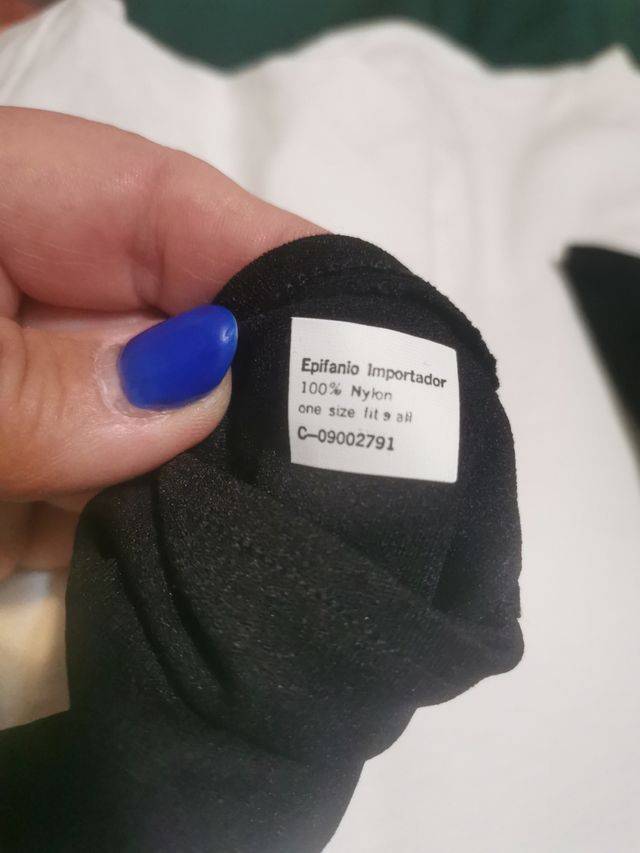 Epifanio Importador
100% Nylon
one size fit s all
C-09002791